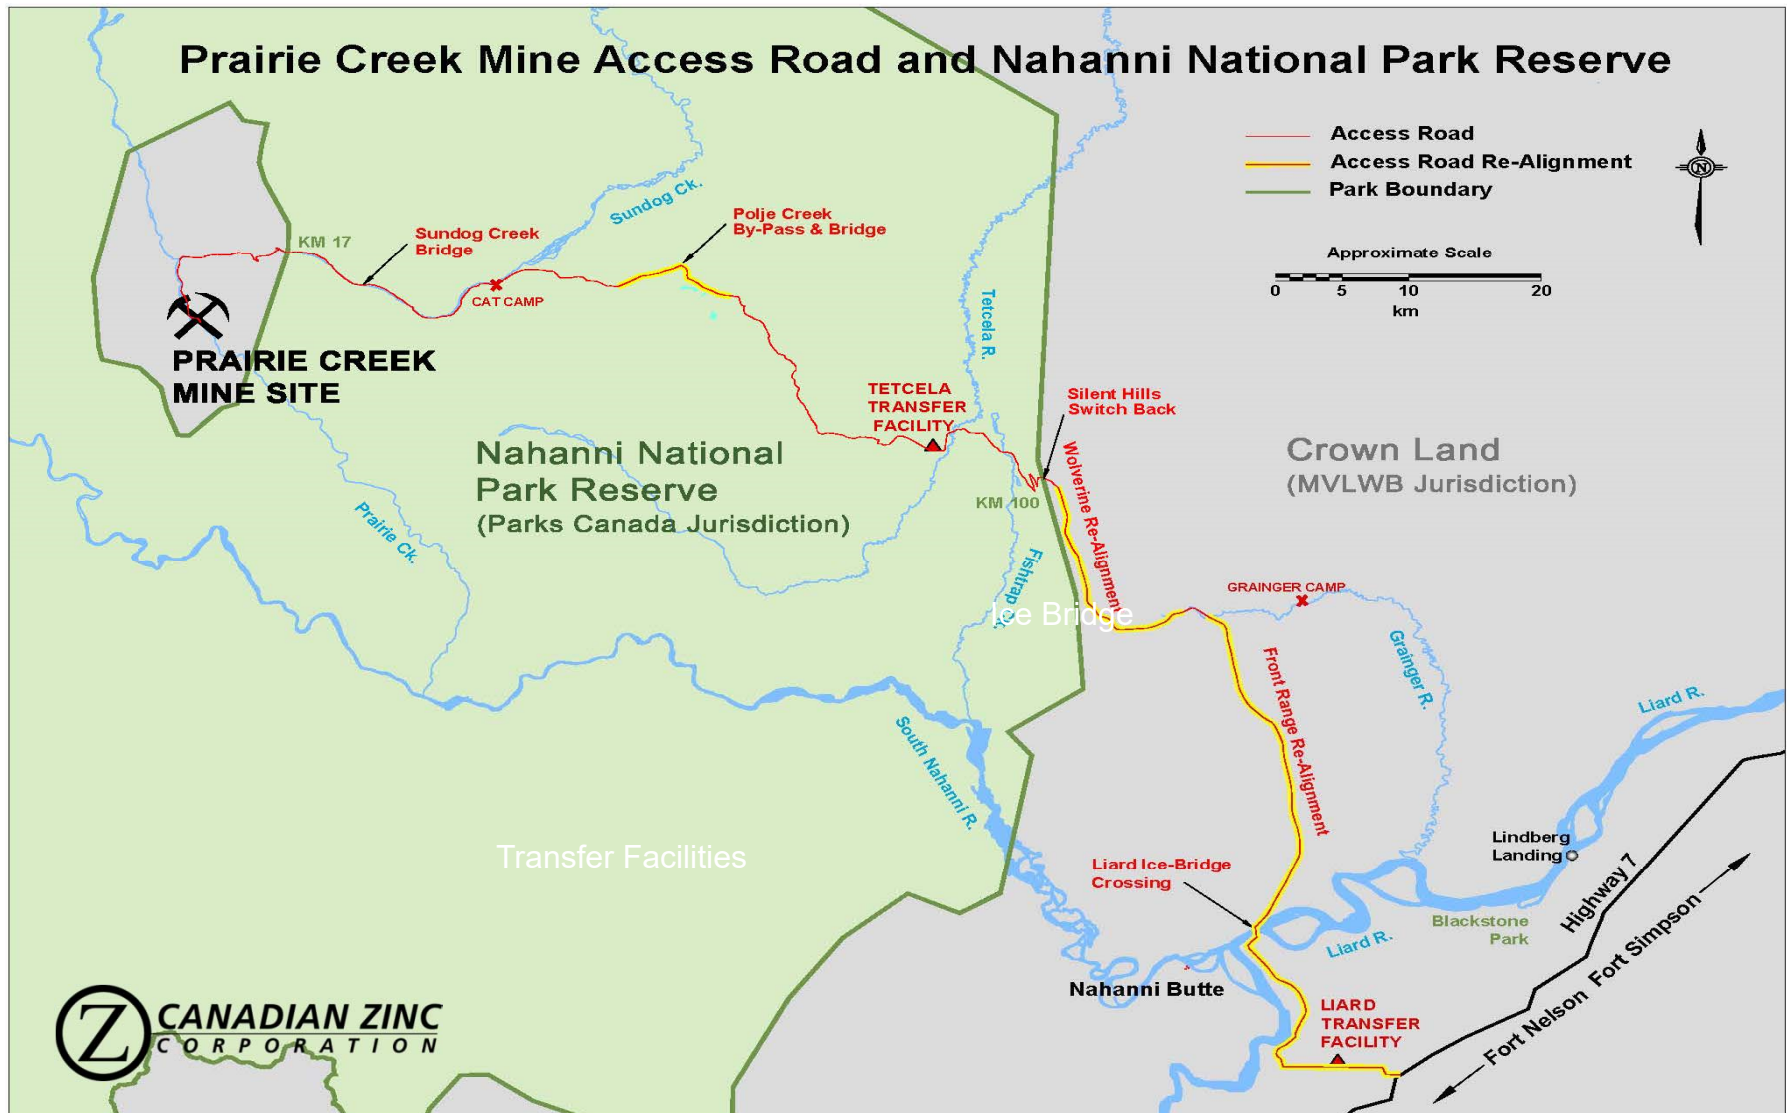 Prairie Creek Mine Access Road and Nahanni National Park Reserve
Access Road
Access Road Re-Alignment
Park Boundary
N
Approximate Scale
0 5 10 20
km
Sundog Ck.
Polje Creek
By-Pass & Bridge
Sundog Creek
Bridge
KM 17
CAT CAMP
Tetcela R.
PRAIRIE CREEK
MINE SITE
TETCELA
TRANSFER
FACILITY
Silent Hills
Switch Back
Nahanni National
Park Reserve
(Parks Canada Jurisdiction)
Crown Land
(MVLWB Jurisdiction)
KM 100
Wolverine Re-Alignment
Prairie Ck.
Fishtrap
Ice Bridge
GRAINGER CAMP
Grainger R.
Front Range Re-Alignment
Liard R.
South Nahanni R.
Transfer Facilities
Liard Ice-Bridge
Crossing
Lindberg
Landing
Highway 7
Blackstone
Park
Liard R.
Fort Simpson
Fort Nelson
Nahanni Butte
LIARD
TRANSFER
FACILITY
Z
CANADIAN ZINC
CORPORATION